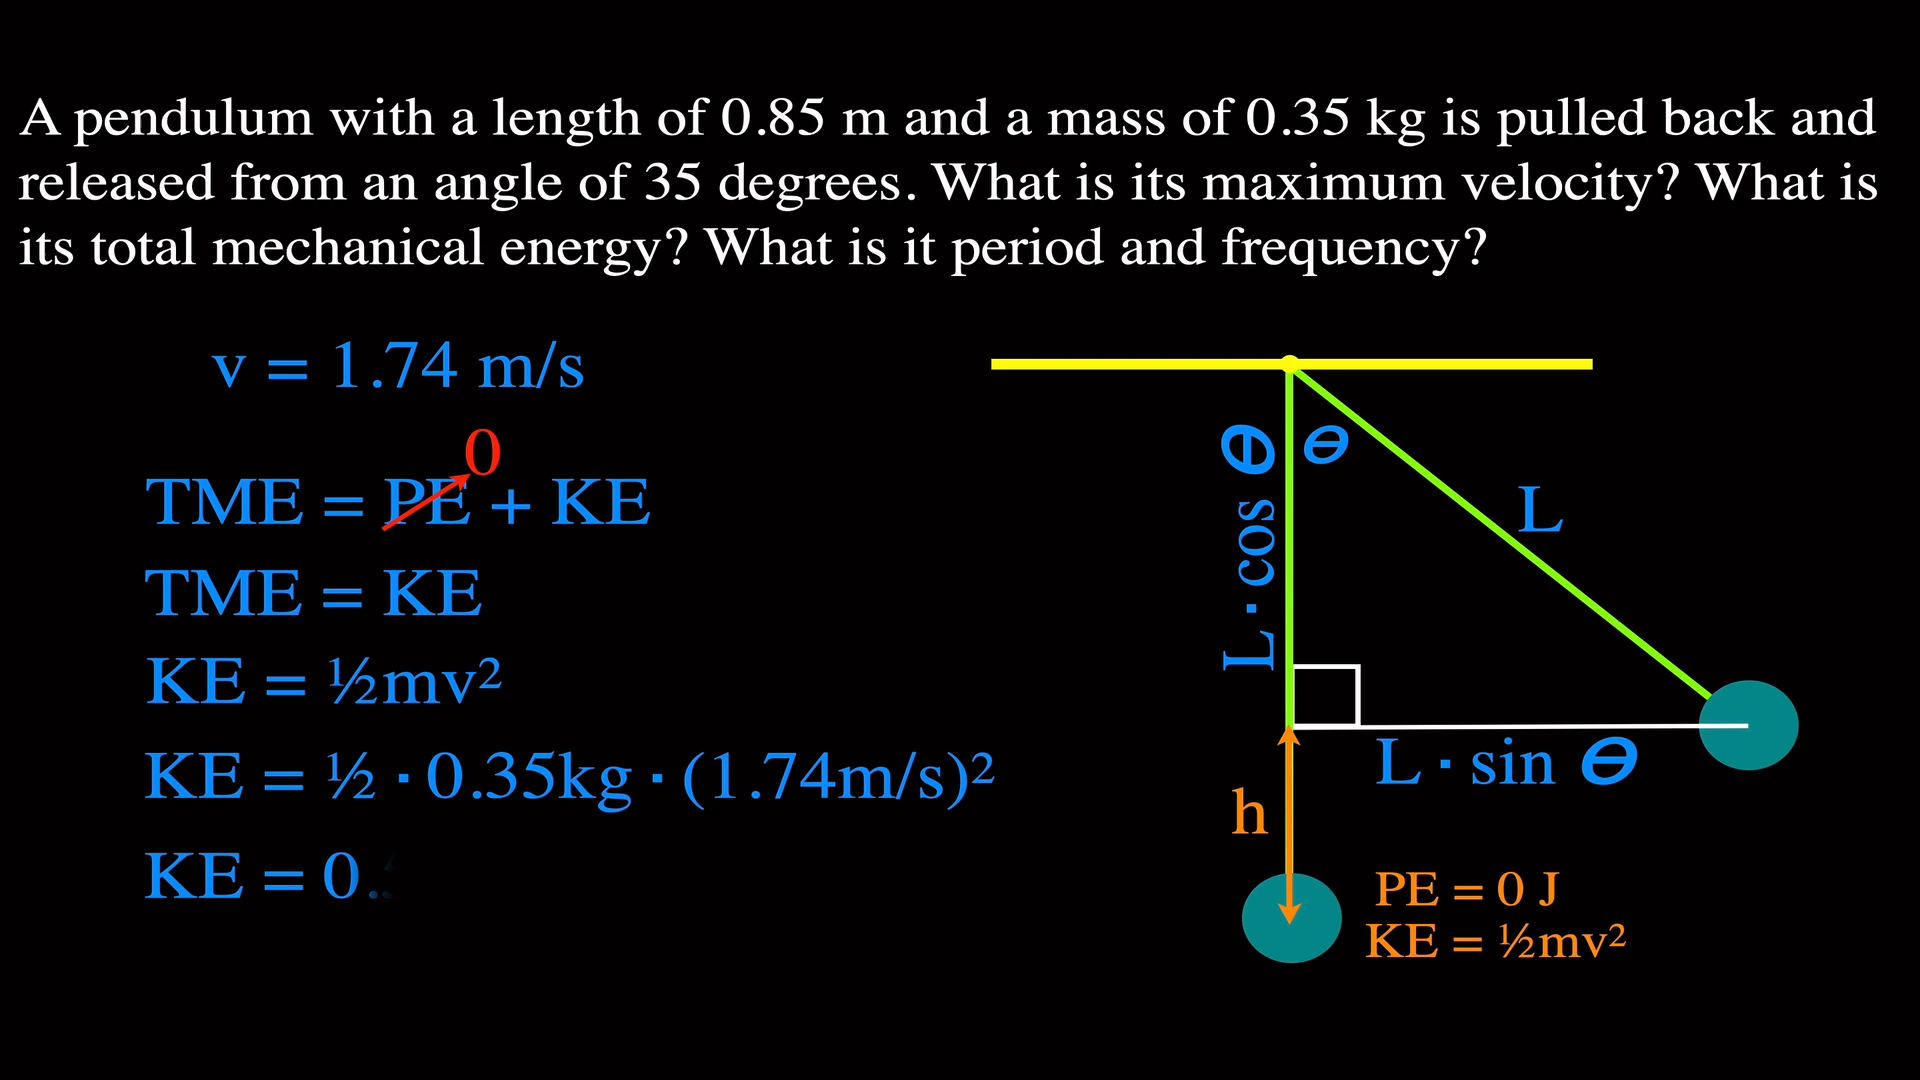 A pendulum with a length of 0.85 m and a mass of 0.35 kg is pulled back and
released from an angle of 35 degrees. What is its maximum velocity? What is
its total mechanical energy? What is it period and frequency?
v = 1.74 m/s
0
TME = PE + KE
TME = KE
KE = ½mv²
KE = ½ · 0.35kg · (1.74m/s)²
KE = 0.
L · cos Θ
Θ
L
L · sin Θ
h
PE = 0 J
KE = ½mv²